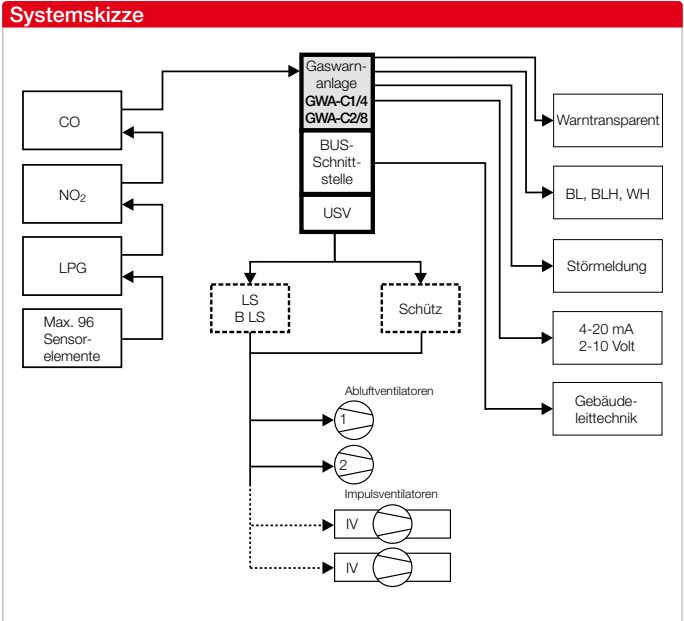 Systemskizze
Gaswarn-
anlage
GWA-C1/4
GWA-C2/8
BUS-
Schnitt-
stelle
USV
CO
NO₂
LPG
Max. 96
Sensor-
elemente
Warntransparent
BL, BLH, WH
Störmeldung
4-20 mA
2-10 Volt
Gebäude-
leittechnik
LS
B LS
Schütz
Abluftventilatoren
1
2
Impulsventilatoren
IV
IV